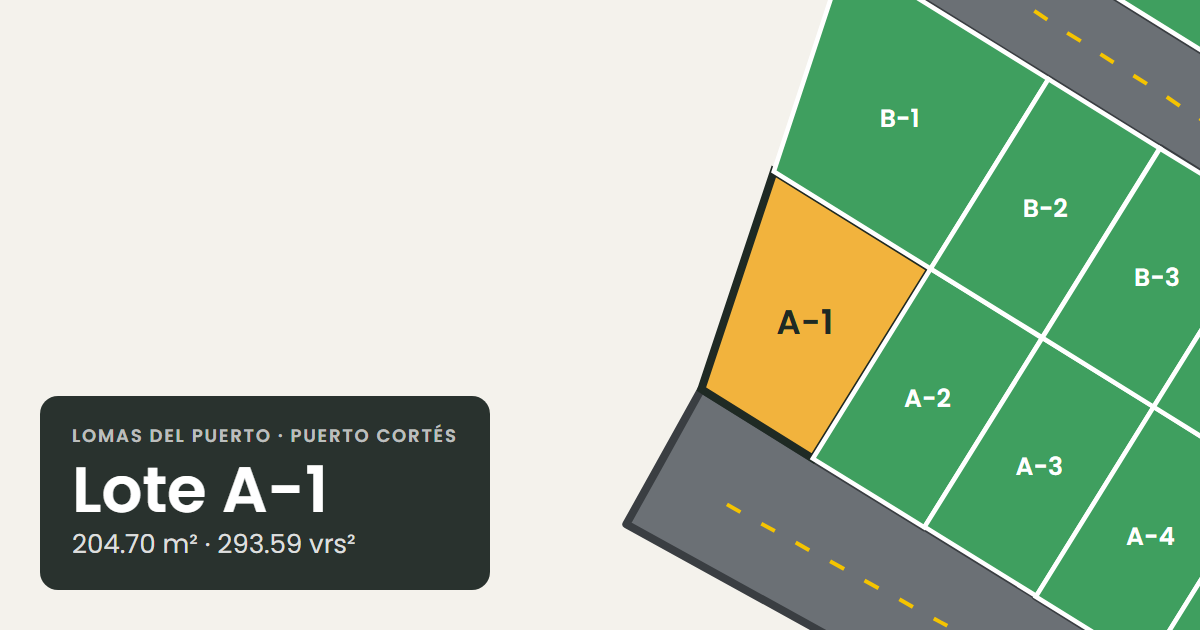 B-1
B-2
B-3
A-1
A-2
A-3
A-4
LOMAS DEL PUERTO · PUERTO CORTÉS
Lote A-1
204.70 m² · 293.59 vrs²